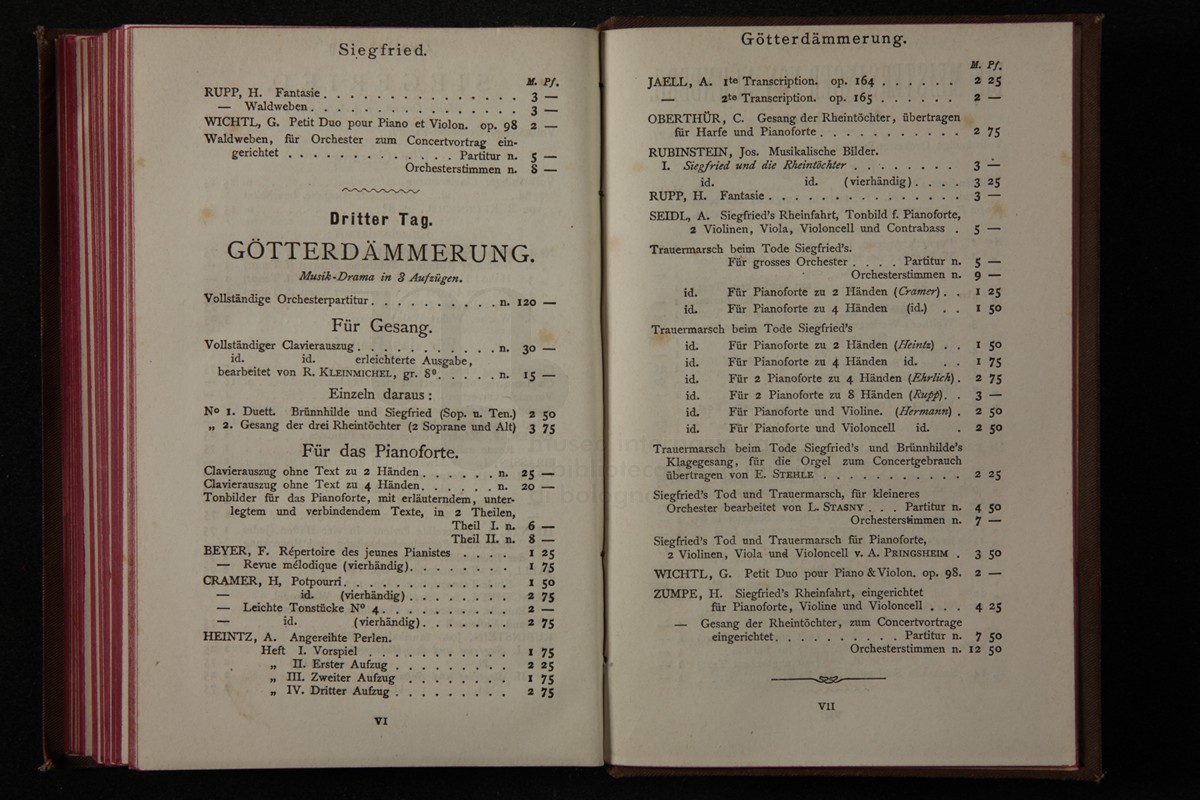 Siegfried.
M. Pf.
RUPP, H. Fantasie . . . . . . . . . . . . . . . 3 —
— Waldweben . . . . . . . . . . . . . . . 3 —
WICHTL, G. Petit Duo pour Piano et Violon. op. 98 2 —
Waldweben, für Orchester zum Concertvortrag ein-
gerichtet . . . . . . . . . . . . Partitur n. 5 —
Orchesterstimmen n. 8 —
Dritter Tag.
GÖTTERDÄMMERUNG.
Musik-Drama in 3 Aufzügen.
Vollständige Orchesterpartitur . . . . . . . . . . n. 120 —
Für Gesang.
Vollständiger Clavierauszug . . . . . . . . . . . n. 30 —
id. id. erleichterte Ausgabe,
bearbeitet von R. KLEINMICHEL, gr. 8⁰ . . . . . n. 15 —
Einzeln daraus:
Nº 1. Duett. Brünnhilde und Siegfried (Sop. u. Ten.) 2 50
„ 2. Gesang der drei Rheintöchter (2 Soprane und Alt) 3 75
Für das Pianoforte.
Clavierauszug ohne Text zu 2 Händen . . . . . . n. 25 —
Clavierauszug ohne Text zu 4 Händen . . . . . . n. 20 —
Tonbilder für das Pianoforte, mit erläuterndem, unter-
legtem und verbindendem Texte, in 2 Theilen,
Theil I. n. 6 —
Theil II. n. 8 —
BEYER, F. Répertoire des jeunes Pianistes . . . . 1 25
— Revue mélodique (vierhändig) . . . . . . . . 1 75
CRAMER, H, Potpourri . . . . . . . . . . . . . 1 50
— id. (vierhändig) . . . . . . . . 2 75
— Leichte Tonstücke Nº 4 . . . . . . . . . . 2 —
— id. (vierhändig) . . . . . . . 2 75
HEINTZ, A. Angereihte Perlen.
Heft I. Vorspiel . . . . . . . . . . . 1 75
„ II. Erster Aufzug . . . . . . . . . 2 25
„ III. Zweiter Aufzug . . . . . . . . 1 75
„ IV. Dritter Aufzug . . . . . . . . . 2 75
VI
Götterdämmerung.
M. Pf.
JAELL, A. 1te Transcription. op. 164 . . . . . . 2 25
— 2te Transcription. op. 165 . . . . . . 2 —
OBERTHÜR, C. Gesang der Rheintöchter, übertragen
für Harfe und Pianoforte . . . . . . . . . . . 2 75
RUBINSTEIN, Jos. Musikalische Bilder.
I. Siegfried und die Rheintöchter . . . . . . . . 3 —
id. id. (vierhändig) . . . . 3 25
RUPP, H. Fantasie . . . . . . . . . . . . . . . 3 —
SEIDL, A. Siegfried's Rheinfahrt, Tonbild f. Pianoforte,
2 Violinen, Viola, Violoncell und Contrabass . 5 —
Trauermarsch beim Tode Siegfried's.
Für grosses Orchester . . . . Partitur n. 5 —
Orchesterstimmen n. 9 —
id. Für Pianoforte zu 2 Händen (Cramer) . . 1 25
id. Für Pianoforte zu 4 Händen (id.) . . 1 50
Trauermarsch beim Tode Siegfried's
id. Für Pianoforte zu 2 Händen (Heintz) . . 1 50
id. Für Pianoforte zu 4 Händen id. . . 1 75
id. Für 2 Pianoforte zu 4 Händen (Ehrlich) . 2 75
id. Für 2 Pianoforte zu 8 Händen (Rupp) . . 3 —
id. Für Pianoforte und Violine. (Hermann) . 2 50
id. Für Pianoforte und Violoncell id. . 2 50
Trauermarsch beim Tode Siegfried's und Brünnhilde's
Klagegesang, für die Orgel zum Concertgebrauch
übertragen von E. STEHLE . . . . . . . . . . . 2 25
Siegfried's Tod und Trauermarsch, für kleineres
Orchester bearbeitet von L. STASNY . . . Partitur n. 4 50
Orchesterstimmen n. 7 —
Siegfried's Tod und Trauermarsch für Pianoforte,
2 Violinen, Viola und Violoncell v. A. PRINGSHEIM . 3 50
WICHTL, G. Petit Duo pour Piano & Violon. op. 98. 2 —
ZUMPE, H. Siegfried's Rheinfahrt, eingerichtet
für Pianoforte, Violine und Violoncell . . . 4 25
— Gesang der Rheintöchter, zum Concertvortrage
eingerichtet . . . . . . . . . . Partitur n. 7 50
Orchesterstimmen n. 12 50
VII